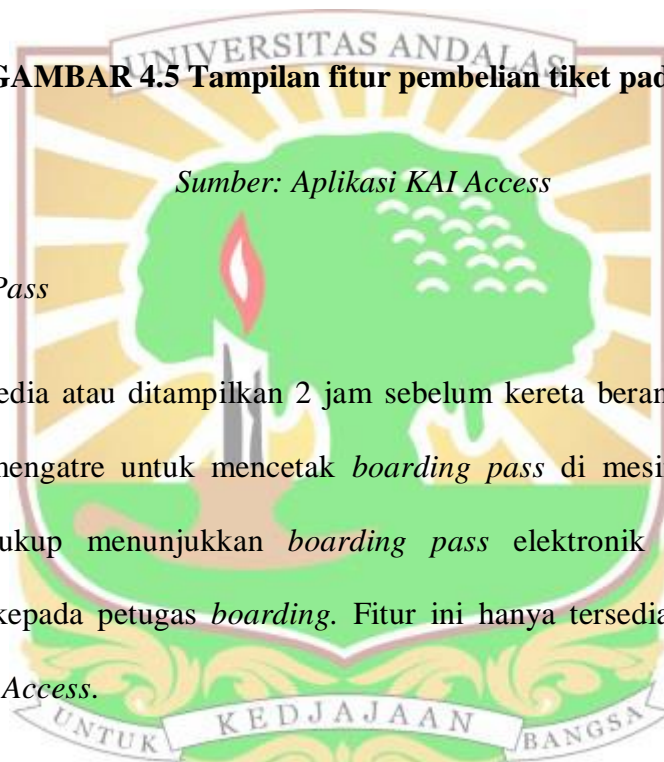 UNIVERSITAS ANDALAS
GAMBAR 4.5 Tampilan fitur pembelian tiket pad
Sumber: Aplikasi KAI Access
Pass
edia atau ditampilkan 2 jam sebelum kereta beran
mengatre untuk mencetak boarding pass di mesi
ukup menunjukkan boarding pass elektronik
kepada petugas boarding. Fitur ini hanya tersedia
Access.
UNTUK KEDJAJAAN BANGSA